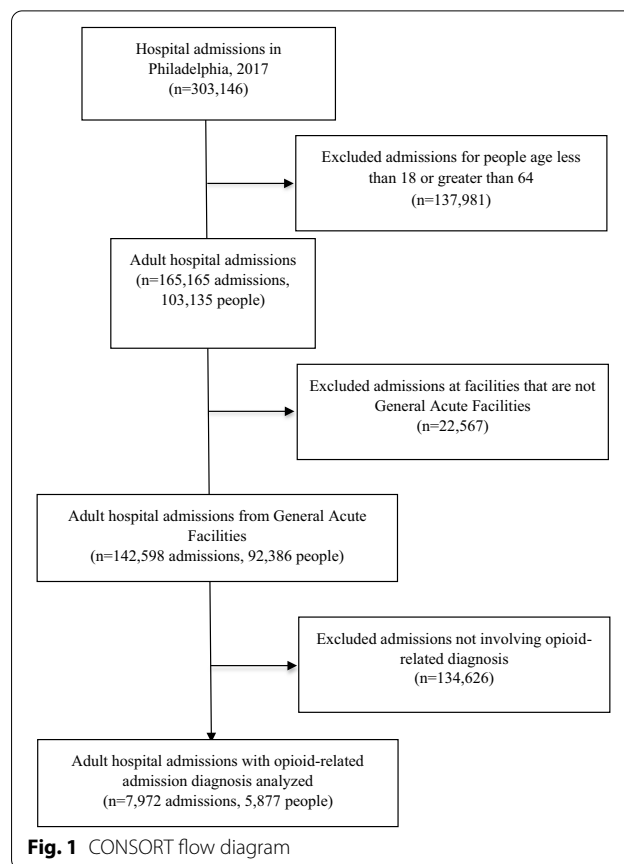 Hospital admissions in
Philadelphia, 2017
(n=303,146)
Excluded admissions for people age less
than 18 or greater than 64
(n=137,981)
Adult hospital admissions
(n=165,165 admissions,
103,135 people)
Excluded admissions at facilities that are not
General Acute Facilities
(n=22,567)
Adult hospital admissions from General Acute
Facilities
(n=142,598 admissions, 92,386 people)
Excluded admissions not involving opioid-
related diagnosis
(n=134,626)
Adult hospital admissions with opioid-related
admission diagnosis analyzed
(n=7,972 admissions, 5,877 people)
Fig. 1 CONSORT flow diagram